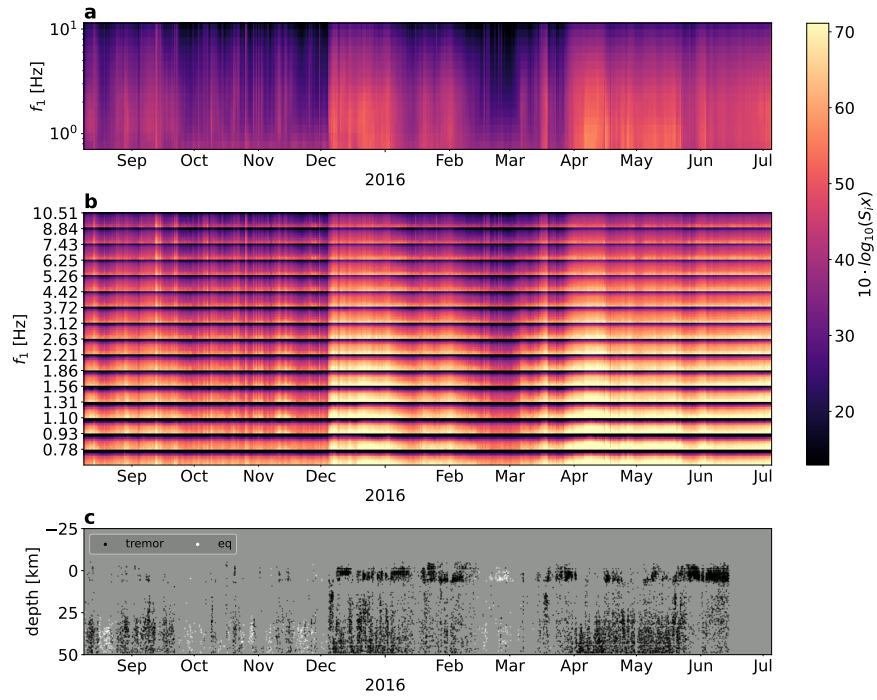 a
10¹
10⁰
f₁ [Hz]
Sep Oct Nov Dec Feb Mar Apr May Jun Jul
2016
b
10.51
8.84
7.43
6.25
5.26
4.42
3.72
3.12
2.63
2.21
1.86
1.56
1.31
1.10
0.93
0.78
f₁ [Hz]
Sep Oct Nov Dec Feb Mar Apr May Jun Jul
2016
c
−25
0
25
50
depth [km]
tremor eq
Sep Oct Nov Dec Feb Mar Apr May Jun Jul
2016
70
60
50
40
30
20
10 · log₁₀(Sᵢx)